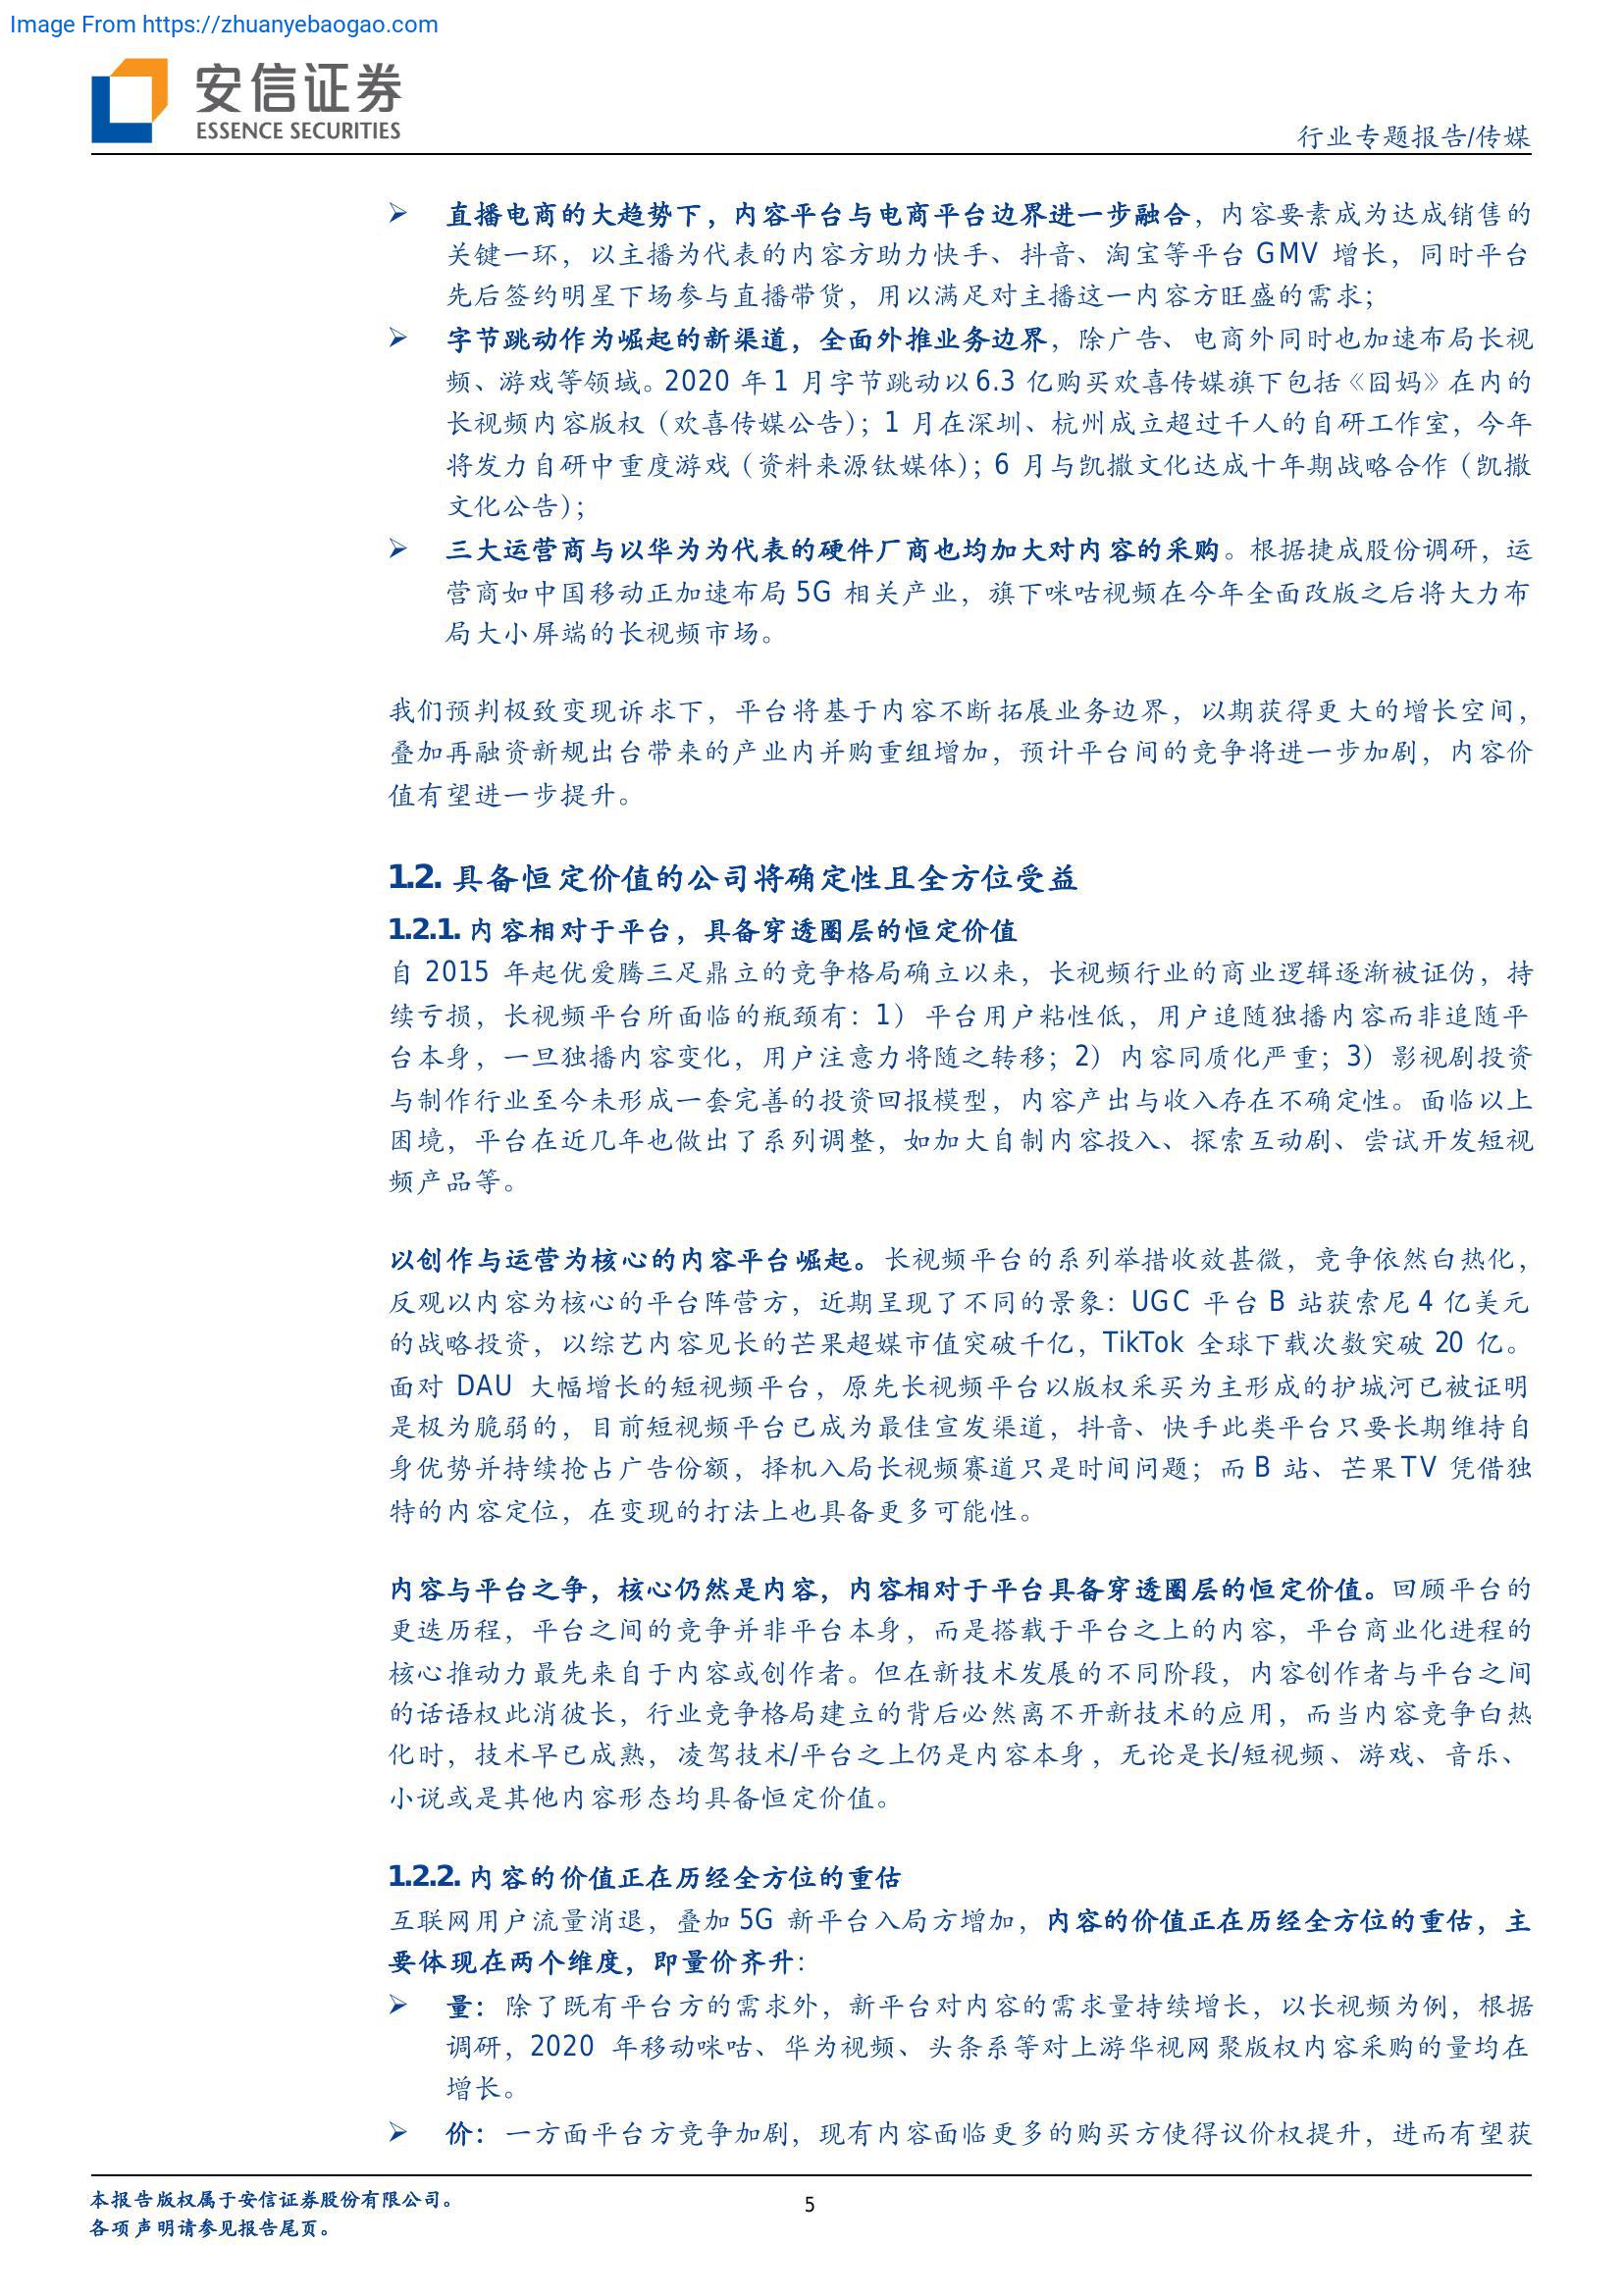 Image From https://zhuanyebaogao.com
安信证券
ESSENCE SECURITIES
行业专题报告/传媒
直播电商的大趋势下，内容平台与电商平台边界进一步融合，内容要素成为达成销售的
关键一环，以主播为代表的内容方助力快手、抖音、淘宝等平台 GMV 增长，同时平台
先后签约明星下场参与直播带货，用以满足对主播这一内容方旺盛的需求；
字节跳动作为崛起的新渠道，全面外推业务边界，除广告、电商外同时也加速布局长视
频、游戏等领域。2020 年 1 月字节跳动以 6.3 亿购买欢喜传媒旗下包括《囧妈》在内的
长视频内容版权（欢喜传媒公告）；1 月在深圳、杭州成立超过千人的自研工作室，今年
将发力自研中重度游戏（资料来源钛媒体）；6 月与凯撒文化达成十年期战略合作（凯撒
文化公告）；
三大运营商与以华为为代表的硬件厂商也均加大对内容的采购。根据捷成股份调研，运
营商如中国移动正加速布局 5G 相关产业，旗下咪咕视频在今年全面改版之后将大力布
局大小屏端的长视频市场。
我们预判极致变现诉求下，平台将基于内容不断拓展业务边界，以期获得更大的增长空间，
叠加再融资新规出台带来的产业内并购重组增加，预计平台间的竞争将进一步加剧，内容价
值有望进一步提升。
1.2. 具备恒定价值的公司将确定性且全方位受益
1.2.1. 内容相对于平台，具备穿透圈层的恒定价值
自 2015 年起优爱腾三足鼎立的竞争格局确立以来，长视频行业的商业逻辑逐渐被证伪，持
续亏损，长视频平台所面临的瓶颈有：1）平台用户粘性低，用户追随独播内容而非追随平
台本身，一旦独播内容变化，用户注意力将随之转移；2）内容同质化严重；3）影视剧投资
与制作行业至今未形成一套完善的投资回报模型，内容产出与收入存在不确定性。面临以上
困境，平台在近几年也做出了系列调整，如加大自制内容投入、探索互动剧、尝试开发短视
频产品等。
以创作与运营为核心的内容平台崛起。长视频平台的系列举措收效甚微，竞争依然白热化，
反观以内容为核心的平台阵营方，近期呈现了不同的景象：UGC 平台 B 站获索尼 4 亿美元
的战略投资，以综艺内容见长的芒果超媒市值突破千亿，TikTok 全球下载次数突破 20 亿。
面对 DAU 大幅增长的短视频平台，原先长视频平台以版权采买为主形成的护城河已被证明
是极为脆弱的，目前短视频平台已成为最佳宣发渠道，抖音、快手此类平台只要长期维持自
身优势并持续抢占广告份额，择机入局长视频赛道只是时间问题；而 B 站、芒果 TV 凭借独
特的内容定位，在变现的打法上也具备更多可能性。
内容与平台之争，核心仍然是内容，内容相对于平台具备穿透圈层的恒定价值。回顾平台的
更迭历程，平台之间的竞争并非平台本身，而是搭载于平台之上的内容，平台商业化进程的
核心推动力最先来自于内容或创作者。但在新技术发展的不同阶段，内容创作者与平台之间
的话语权此消彼长，行业竞争格局建立的背后必然离不开新技术的应用，而当内容竞争白热
化时，技术早已成熟，凌驾技术/平台之上仍是内容本身，无论是长/短视频、游戏、音乐、
小说或是其他内容形态均具备恒定价值。
1.2.2. 内容的价值正在历经全方位的重估
互联网用户流量消退，叠加 5G 新平台入局方增加，内容的价值正在历经全方位的重估，主
要体现在两个维度，即量价齐升：
量：除了既有平台方的需求外，新平台对内容的需求量持续增长，以长视频为例，根据
调研，2020 年移动咪咕、华为视频、头条系等对上游华视网聚版权内容采购的量均在
增长。
价：一方面平台方竞争加剧，现有内容面临更多的购买方使得议价权提升，进而有望获
本报告版权属于安信证券股份有限公司。
5
各项声明请参见报告尾页。